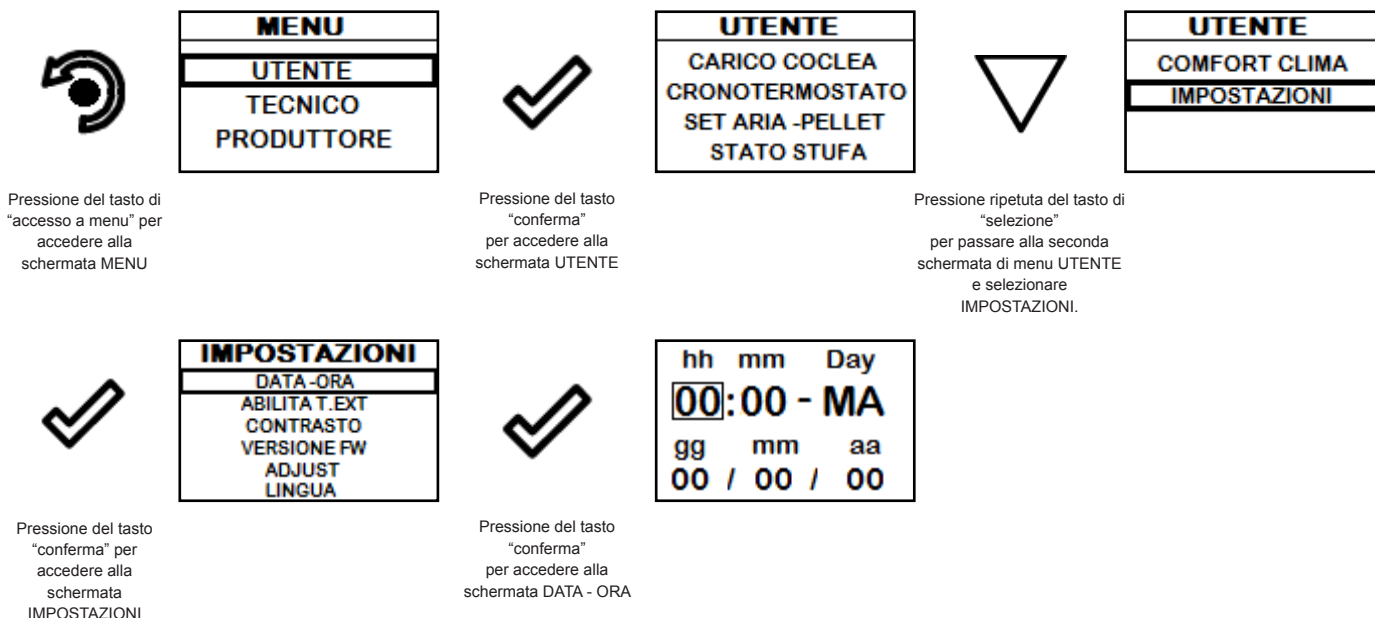 MENU
UTENTE
TECNICO
PRODUTTORE
Pressione del tasto di
“accesso a menu” per
accedere alla
schermata MENU
UTENTE
CARICO COCLEA
CRONOTERMOSTATO
SET ARIA -PELLET
STATO STUFA
Pressione del tasto
“conferma”
per accedere alla
schermata UTENTE
UTENTE
COMFORT CLIMA
IMPOSTAZIONI
Pressione ripetuta del tasto di
“selezione”
per passare alla seconda
schermata di menu UTENTE
e selezionare
IMPOSTAZIONI.
IMPOSTAZIONI
DATA -ORA
ABILITA T.EXT
CONTRASTO
VERSIONE FW
ADJUST
LINGUA
Pressione del tasto
“conferma” per
accedere alla
schermata
IMPOSTAZIONI
hh mm Day
00:00 - MA
gg mm aa
00 / 00 / 00
Pressione del tasto
“conferma”
per accedere alla
schermata DATA - ORA